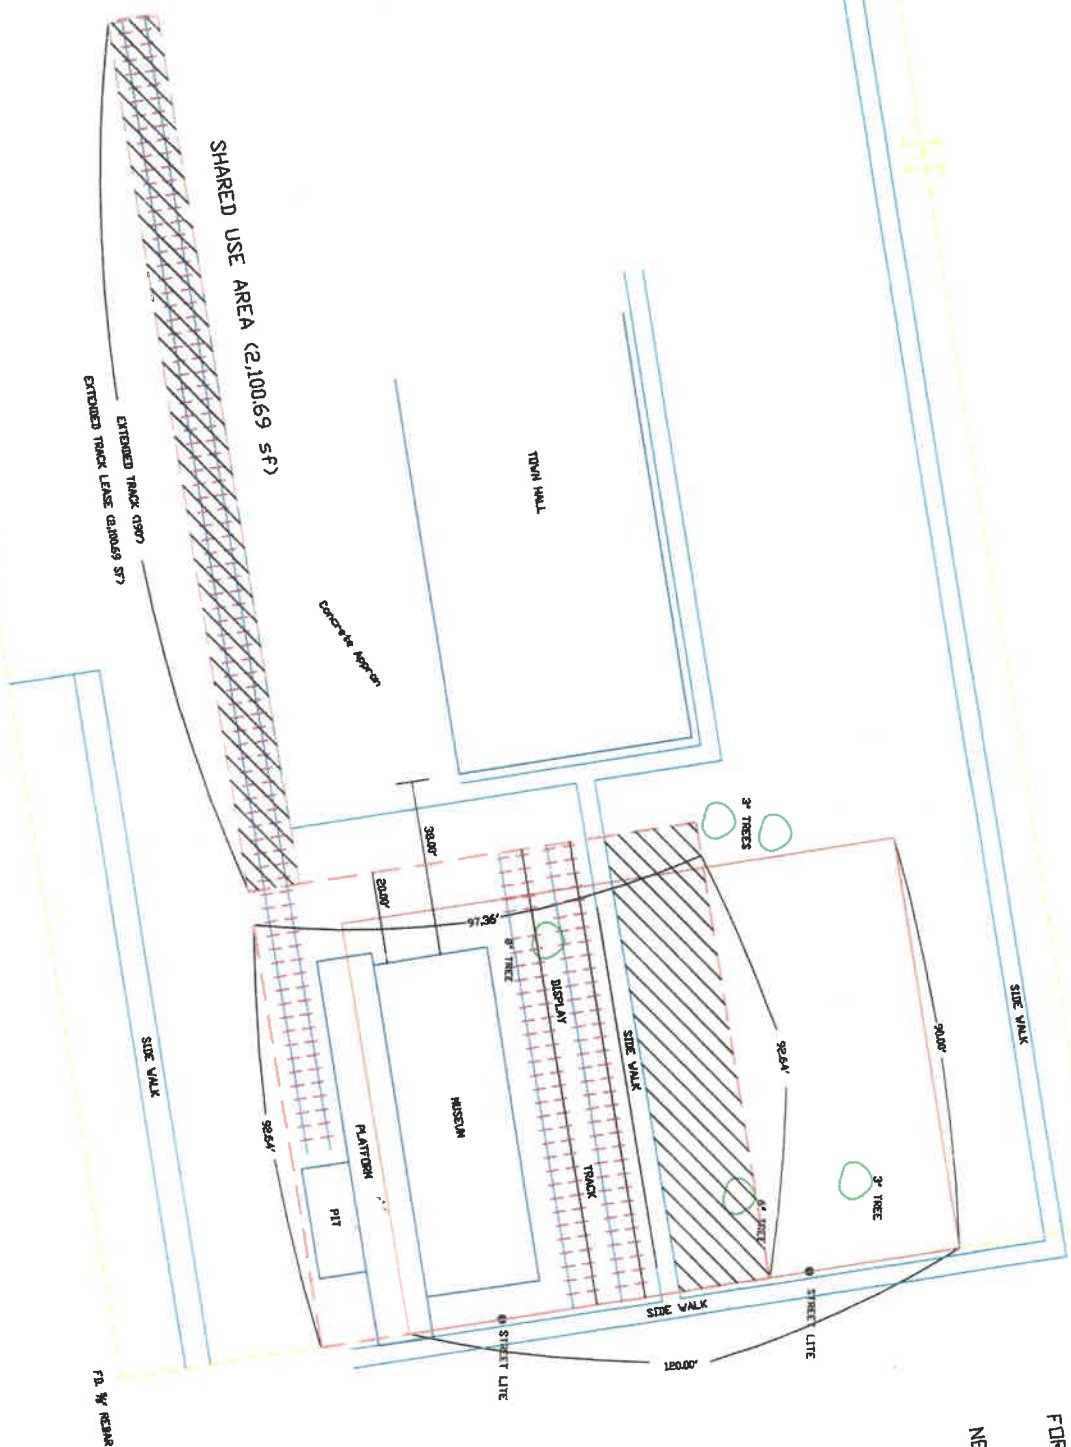 FOR
NE
SIDE WALK
SHARED USE AREA (2,100.69 sf)
TOWN HALL
EXTENDED TRACK (190')
EXTENDED TRACK LEASE (2,100.69 SF)
Concrete Apron
3" TREES
90.00'
92.64'
38.00'
20.00'
97.36'
8" TREE
DISPLAY
TRACK
SIDE WALK
3" TREE
6" TREE
MUSEUM
PLATFORM
PIT
92.64'
SIDE WALK
SIDE WALK
STREET LITE
STREET LITE
120.00'
FD. REBAR